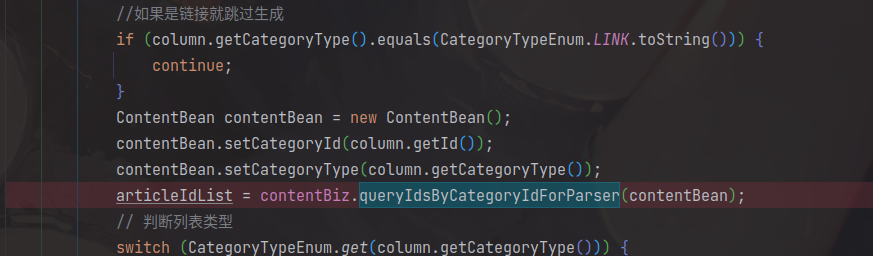 //如果是链接就跳过生成
if (column.getCategoryType().equals(CategoryTypeEnum.LINK.toString())) {
continue;
}
ContentBean contentBean = new ContentBean();
contentBean.setCategoryId(column.getId());
contentBean.setCategoryType(column.getCategoryType());
articleIdList = contentBiz.queryIdsByCategoryIdForParser(contentBean);
// 判断列表类型
switch (CategoryTypeEnum.get(column.getCategoryType())) {